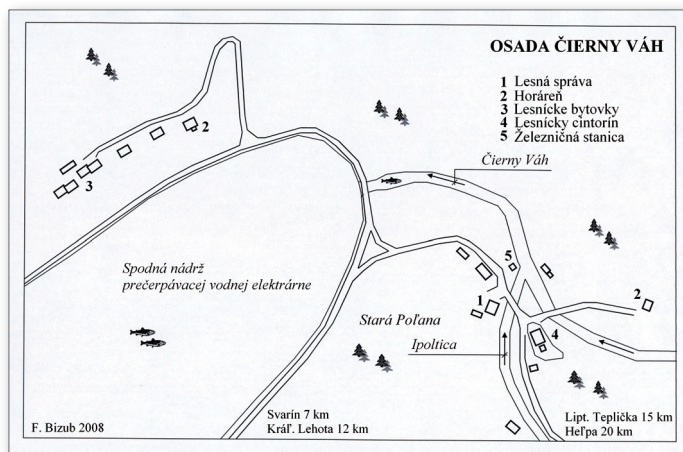 OSADA ČIERNY VÁH
1 Lesná správa
2 Horáreň
3 Lesnícke bytovky
4 Lesnícky cintorín
5 Železničná stanica
2
3
Čierny Váh
5
Spodná nádrž
prečerpávacej vodnej elektrárne
1
2
Stará Poľana
4
Ipoltica
Svarín 7 km
Kráľ. Lehota 12 km
Lipt. Teplička 15 km
Heľpa 20 km
F. Bizub 2008